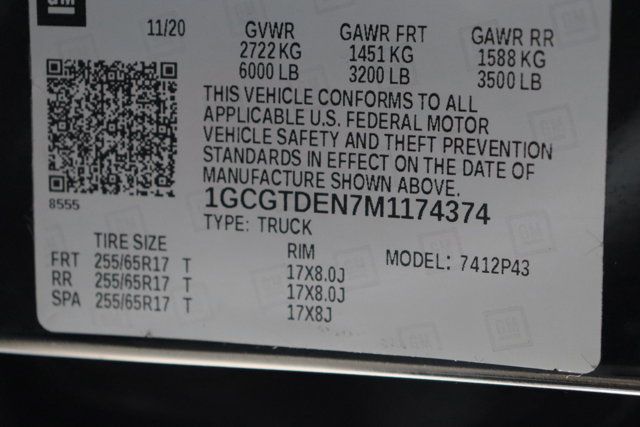 GM
11/20 GVWR GAWR FRT GAWR RR
2722 KG 1451 KG 1588 KG
6000 LB 3200 LB 3500 LB
THIS VEHICLE CONFORMS TO ALL
APPLICABLE U.S. FEDERAL MOTOR
VEHICLE SAFETY AND THEFT PREVENTION
STANDARDS IN EFFECT ON THE DATE OF
MANUFACTURE SHOWN ABOVE.
8555
1GCGTDEN7M1174374
TYPE: TRUCK
TIRE SIZE RIM MODEL: 7412P43
FRT 255/65R17 T 17X8.0J
RR 255/65R17 T 17X8.0J
SPA 255/65R17 T 17X8J